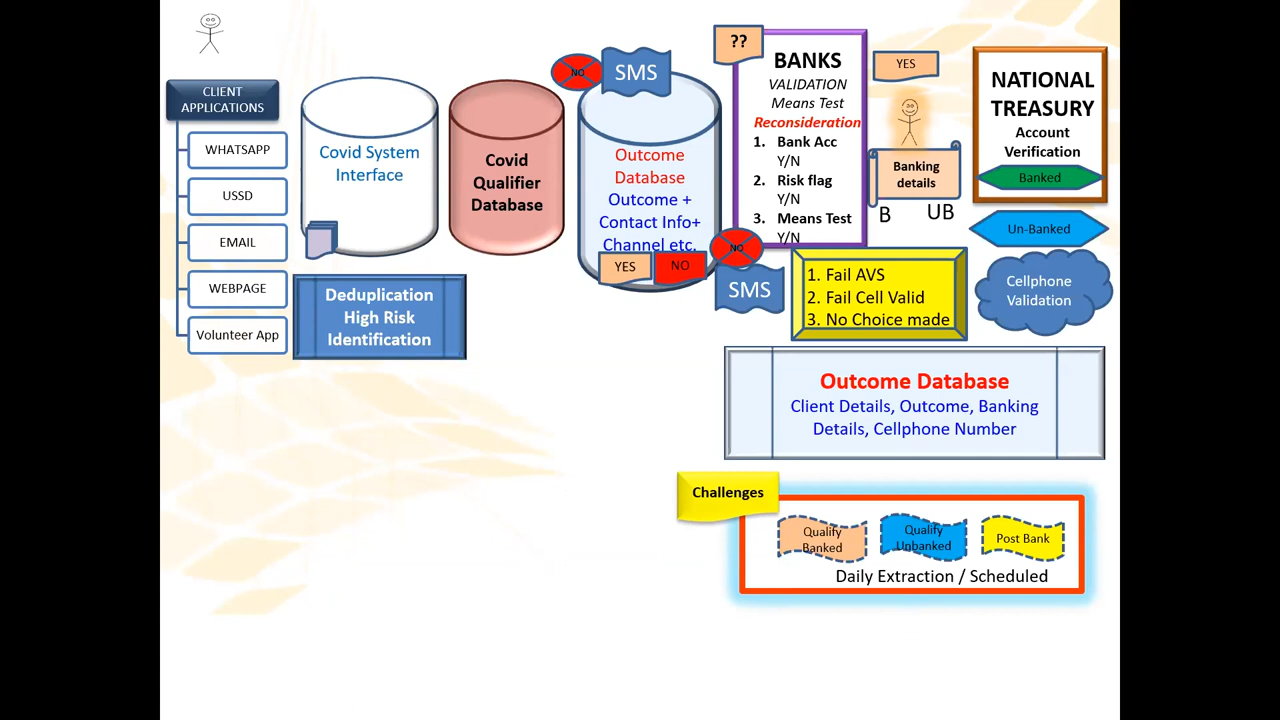 CLIENT
APPLICATIONS
WHATSAPP
USSD
EMAIL
WEBPAGE
Volunteer App
Covid System
Interface
Deduplication
High Risk
Identification
Covid
Qualifier
Database
NO
SMS
Outcome
Database
Outcome +
Contact Info+
Channel etc.
YES
NO
??
BANKS
VALIDATION
Means Test
Reconsideration
1. Bank Acc
Y/N
2. Risk flag
Y/N
3. Means Test
Y/N
NO
SMS
YES
Banking
details
B
UB
NATIONAL
TREASURY
Account
Verification
Banked
Un-Banked
Cellphone
Validation
1. Fail AVS
2. Fail Cell Valid
3. No Choice made
Outcome Database
Client Details, Outcome, Banking
Details, Cellphone Number
Challenges
Qualify
Banked
Qualify
Unbanked
Post Bank
Daily Extraction / Scheduled